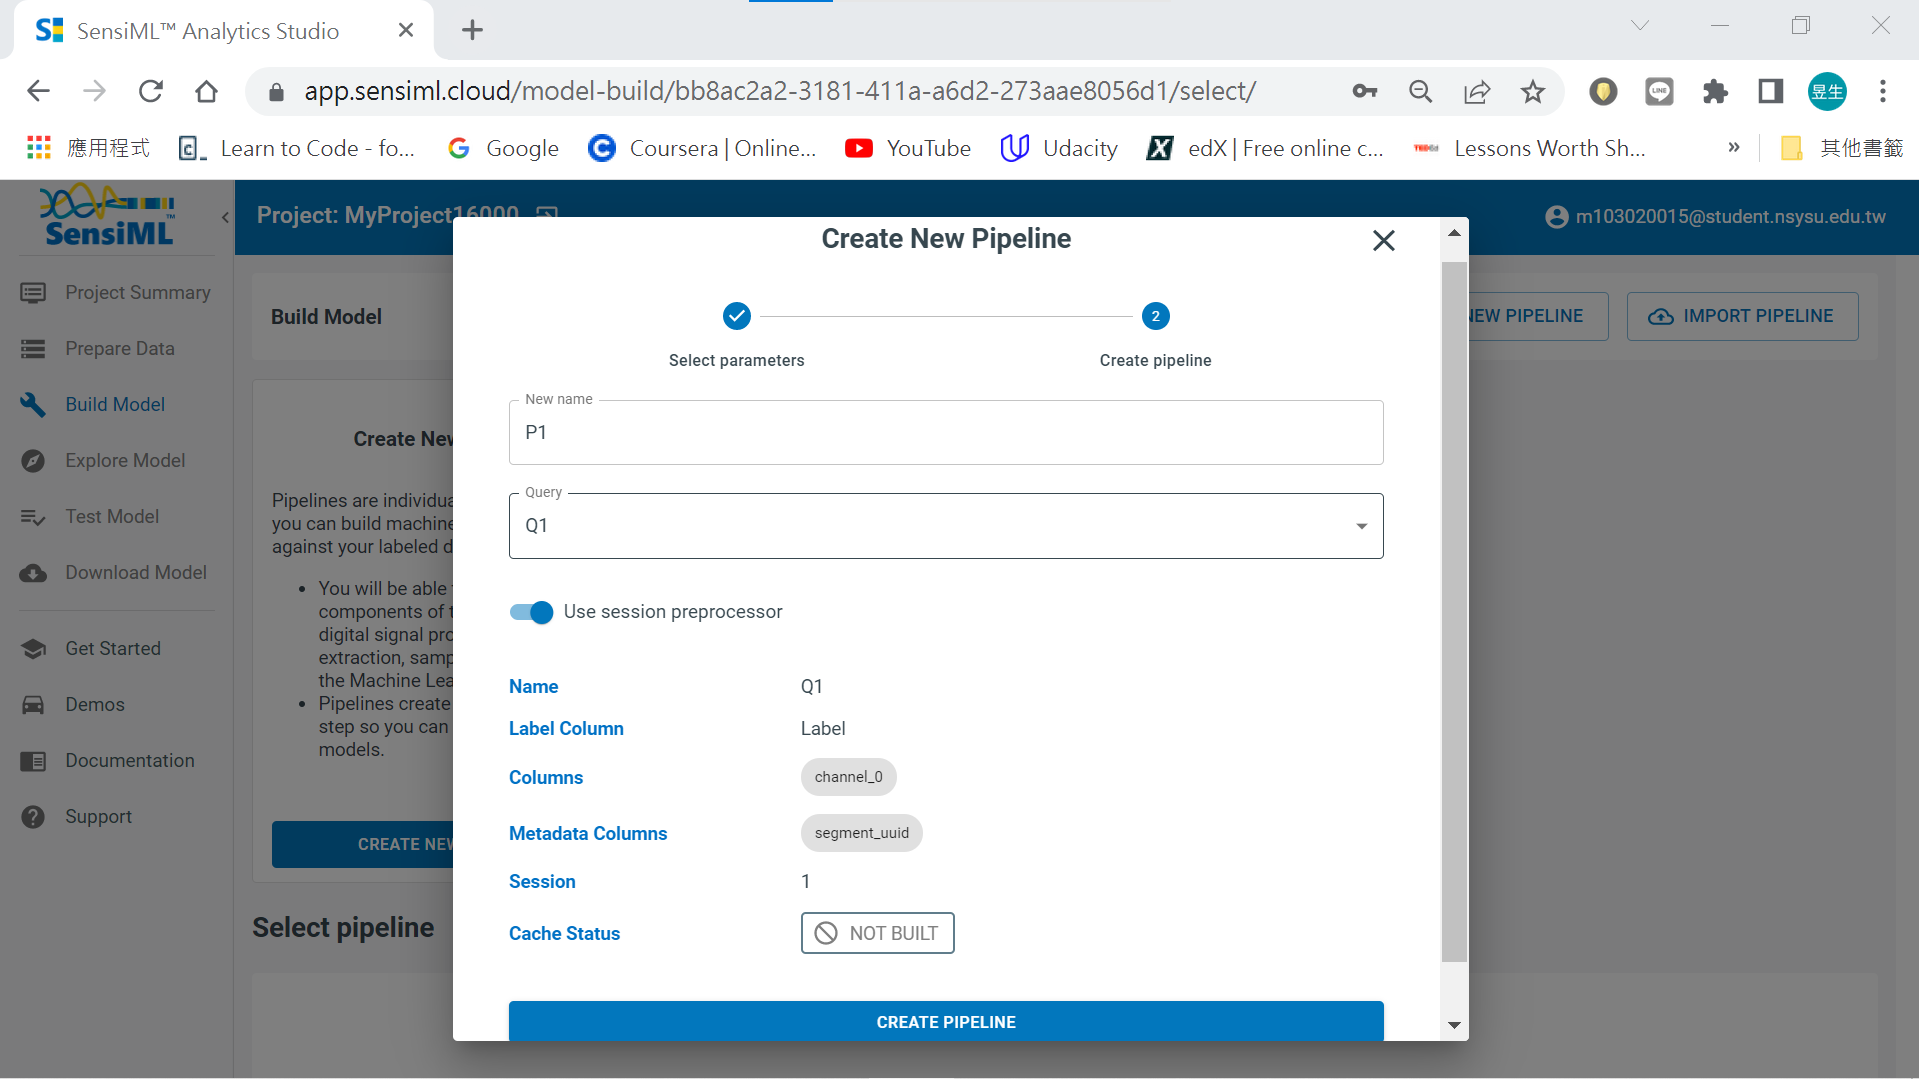 SensiML™ Analytics Studio
app.sensiml.cloud/model-build/bb8ac2a2-3181-411a-a6d2-273aae8056d1/select/
昱生
應用程式
Learn to Code - fo...
Google
Coursera | Online...
YouTube
Udacity
edX | Free online c...
Lessons Worth Sh...
»
其他書籤
SensiML™
Project: MyProject16000
m103020015@student.nsysu.edu.tw
Project Summary
Prepare Data
Build Model
Explore Model
Test Model
Download Model
Get Started
Demos
Documentation
Support
Build Model
NEW PIPELINE
IMPORT PIPELINE
Create New
Pipelines are individua
you can build machine
against your labeled d
You will be able
components of t
digital signal pro
extraction, samp
the Machine Lea
Pipelines create
step so you can
models.
CREATE NEW
Select pipeline
Create New Pipeline
2
Select parameters
Create pipeline
New name
P1
Query
Q1
Use session preprocessor
Name
Q1
Label Column
Label
Columns
channel_0
Metadata Columns
segment_uuid
Session
1
Cache Status
NOT BUILT
CREATE PIPELINE